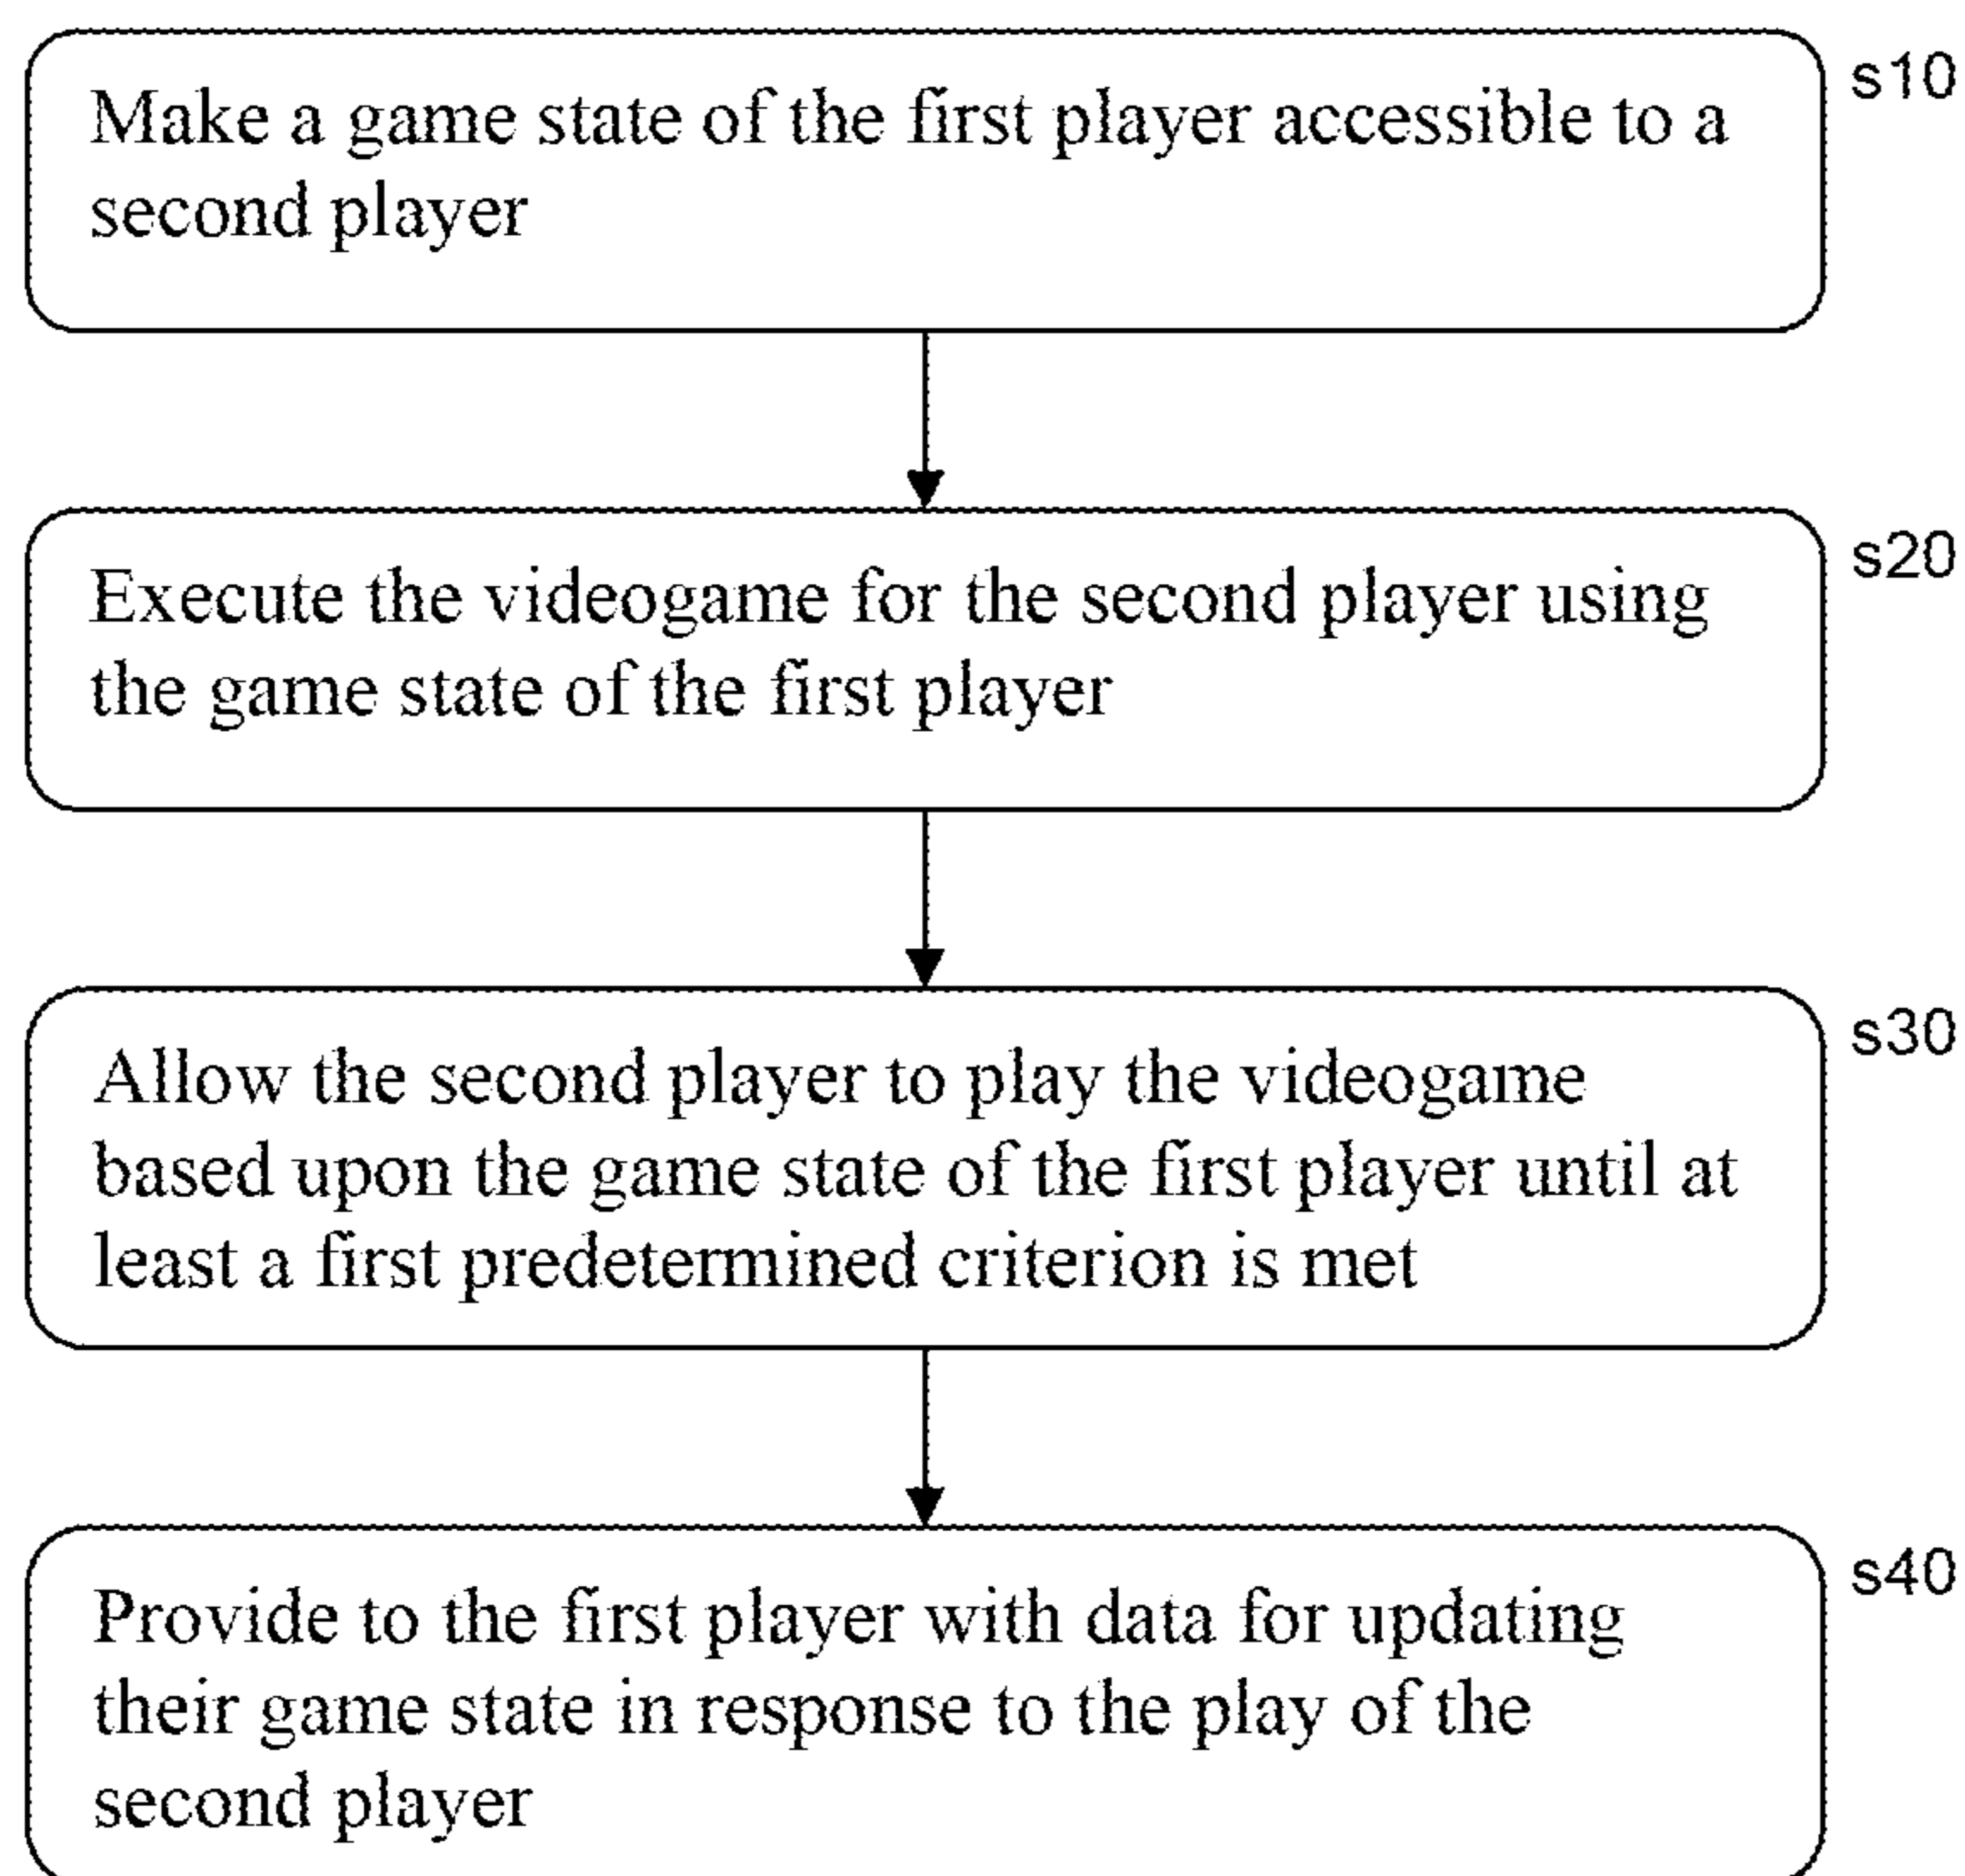 Make a game state of the first player accessible to a
second player
s10
Execute the videogame for the second player using
the game state of the first player
s20
Allow the second player to play the videogame
based upon the game state of the first player until at
least a first predetermined criterion is met
s30
Provide to the first player with data for updating
their game state in response to the play of the
second player
s40